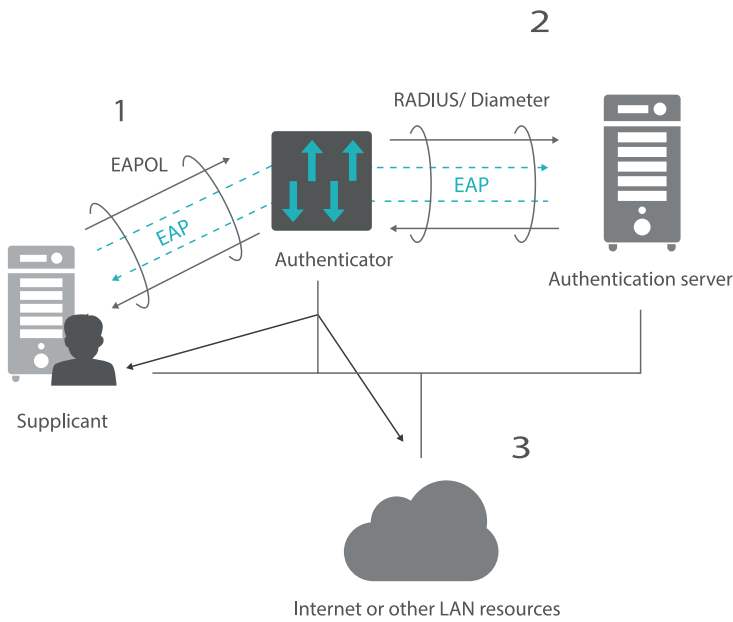 2
1
RADIUS/ Diameter
EAPOL
EAP
EAP
Authenticator
Authentication server
Supplicant
3
Internet or other LAN resources